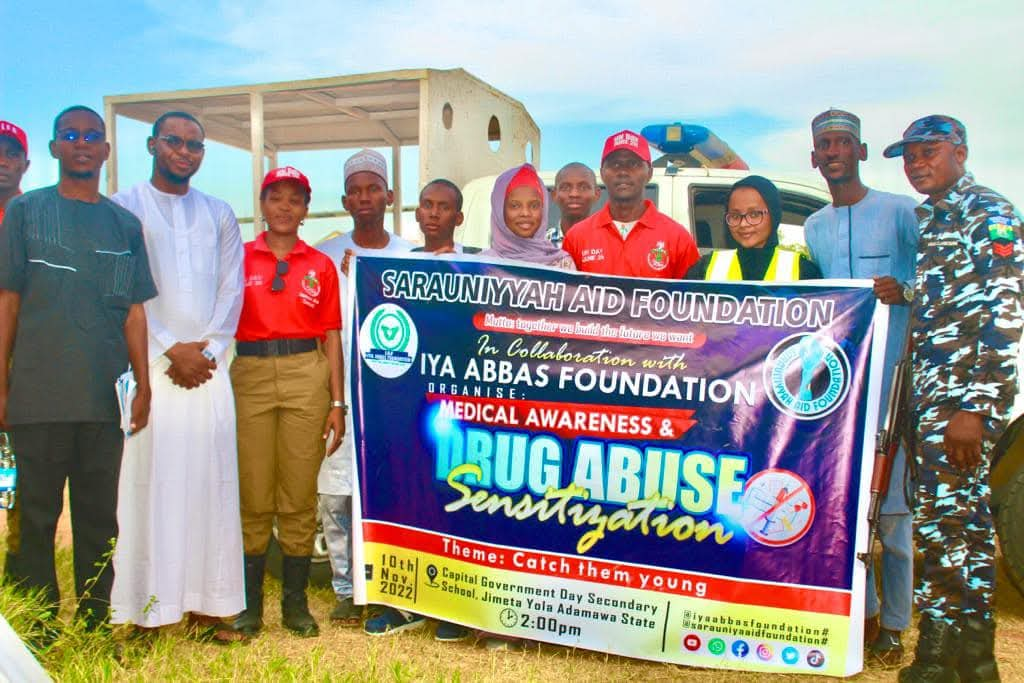 SARAUNIYYAH AID FOUNDATION
Muttu: together we build the future we want
In Collaboration with
IYA ABBAS FOUNDATION
ORGANISE:
MEDICAL AWARENESS &
DRUG ABUSE
Sensitization
Theme: Catch them young
10th
Nov,
2022
Capital Government Day Secondary
School, Jimeta Yola Adamawa State
2:00pm
@iyaabbasfoundation#
@sarauniyaaidfoundation#